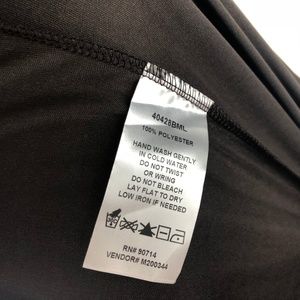 40428BML
100% POLYESTER
HAND WASH GENTLY
IN COLD WATER
DO NOT TWIST
OR WRING
DO NOT BLEACH
LAY FLAT TO DRY
LOW IRON IF NEEDED
RN# 90714
VENDOR# M200344